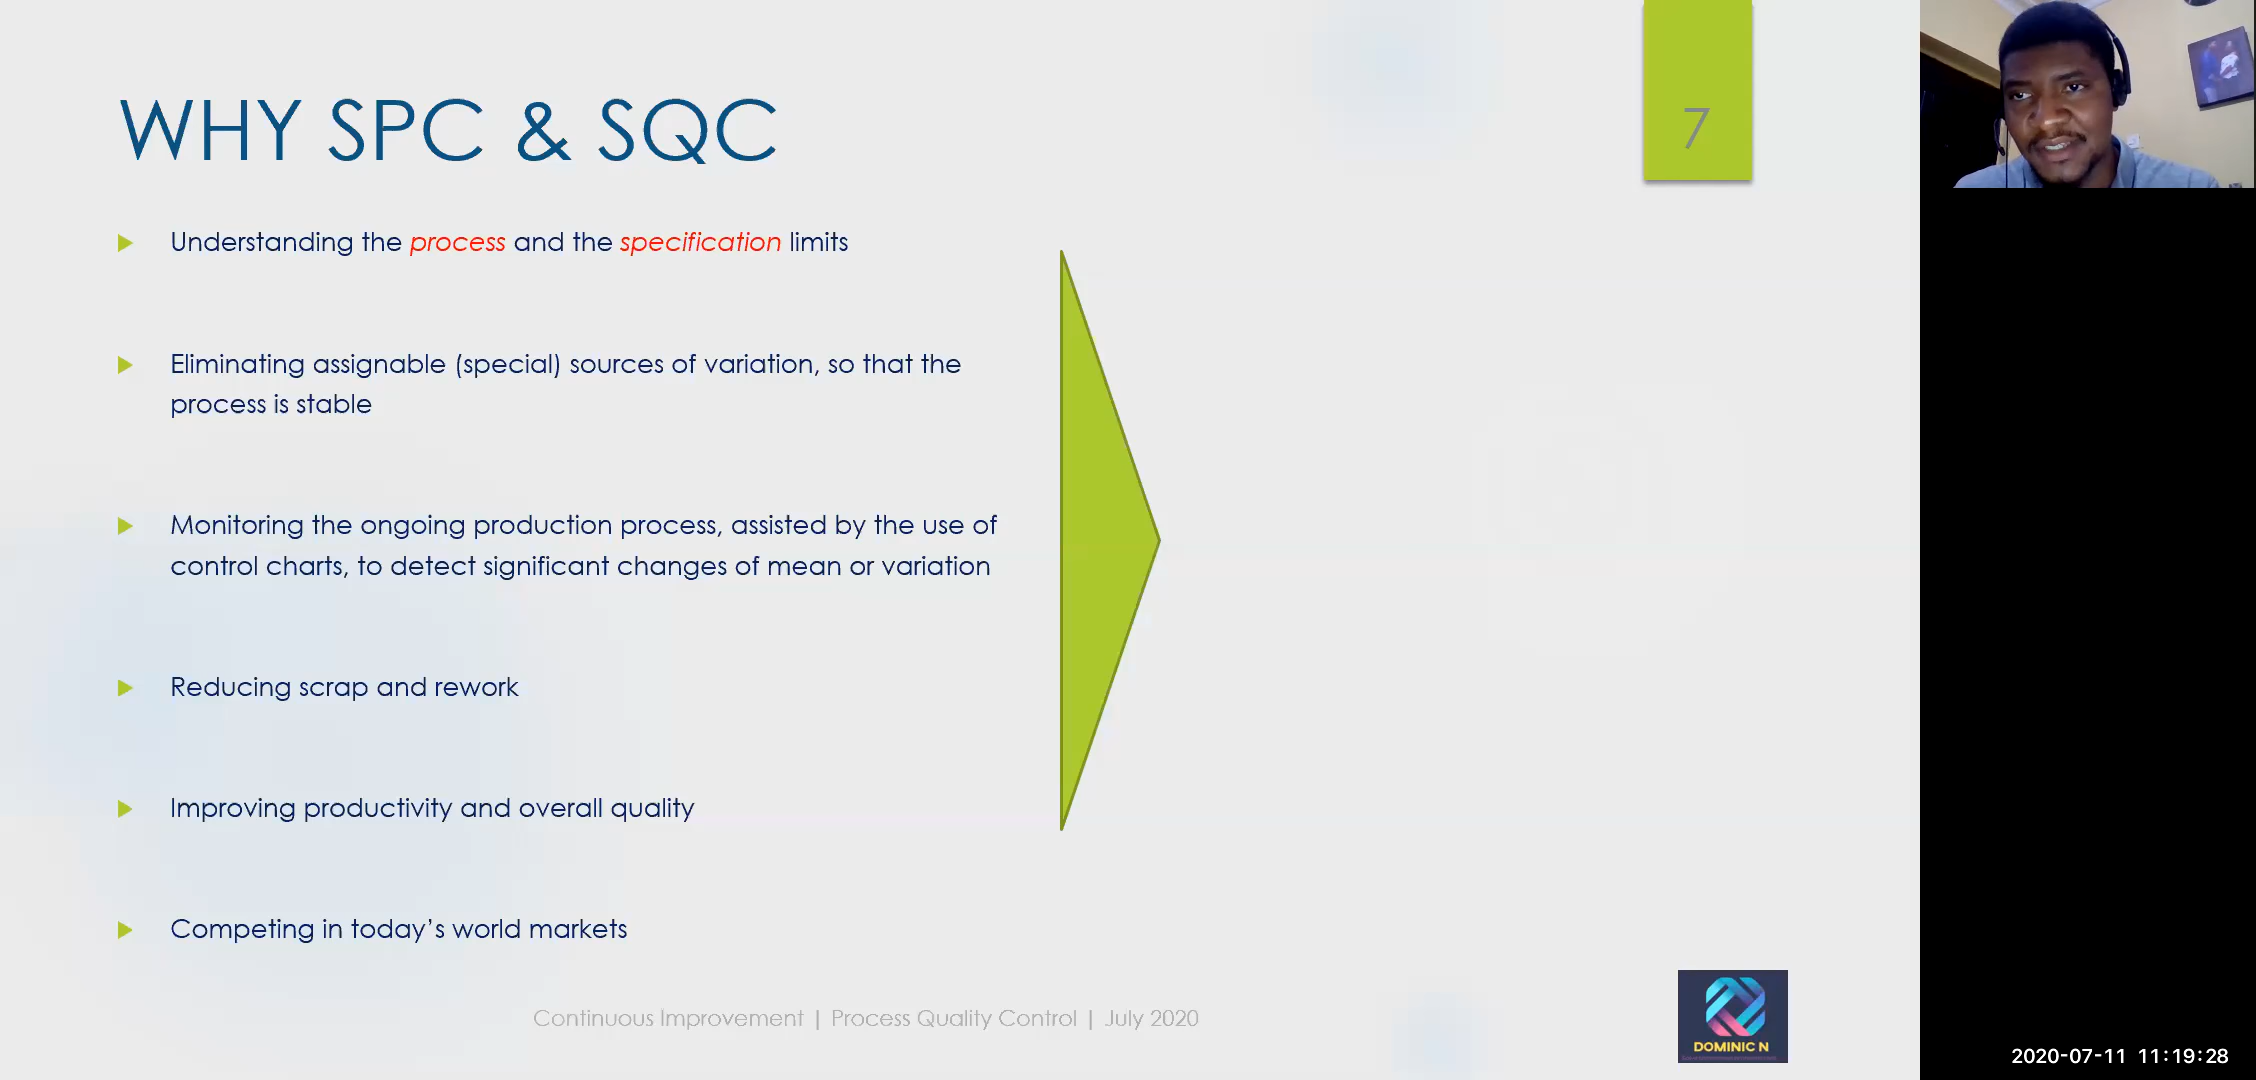 WHY SPC & SQC
7
Understanding the process and the specification limits
Eliminating assignable (special) sources of variation, so that the
process is stable
Monitoring the ongoing production process, assisted by the use of
control charts, to detect significant changes of mean or variation
Reducing scrap and rework
Improving productivity and overall quality
Competing in today’s world markets
Continuous Improvement | Process Quality Control | July 2020
DOMINIC N
2020-07-11 11:19:28